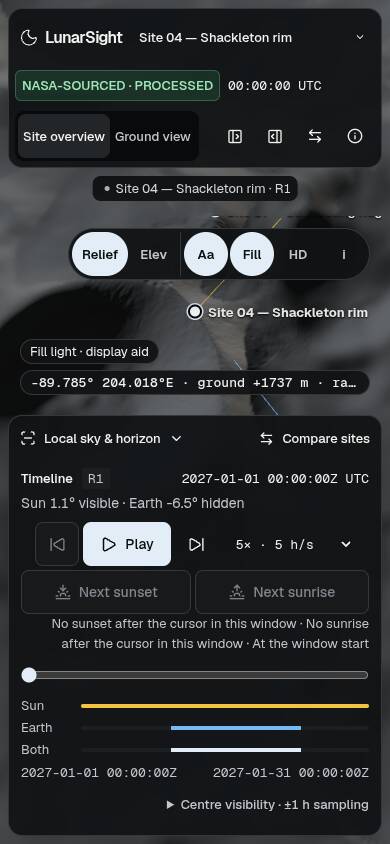 LunarSight Site 04 — Shackleton rim
NASA-SOURCED · PROCESSED 00:00:00 UTC
Site overview Ground view
Site 04 — Shackleton rim · R1
Relief Elev Aa Fill HD i
Site 04 — Shackleton rim
Fill light · display aid
-89.785° 204.018°E · ground +1737 m · ra…
Local sky & horizon Compare sites
Timeline R1 2027-01-01 00:00:00Z UTC
Sun 1.1° visible · Earth -6.5° hidden
Play 5× · 5 h/s
Next sunset Next sunrise
No sunset after the cursor in this window · No sunrise
after the cursor in this window · At the window start
Sun
Earth
Both
2027-01-01 00:00:00Z 2027-01-31 00:00:00Z
Centre visibility · ±1 h sampling